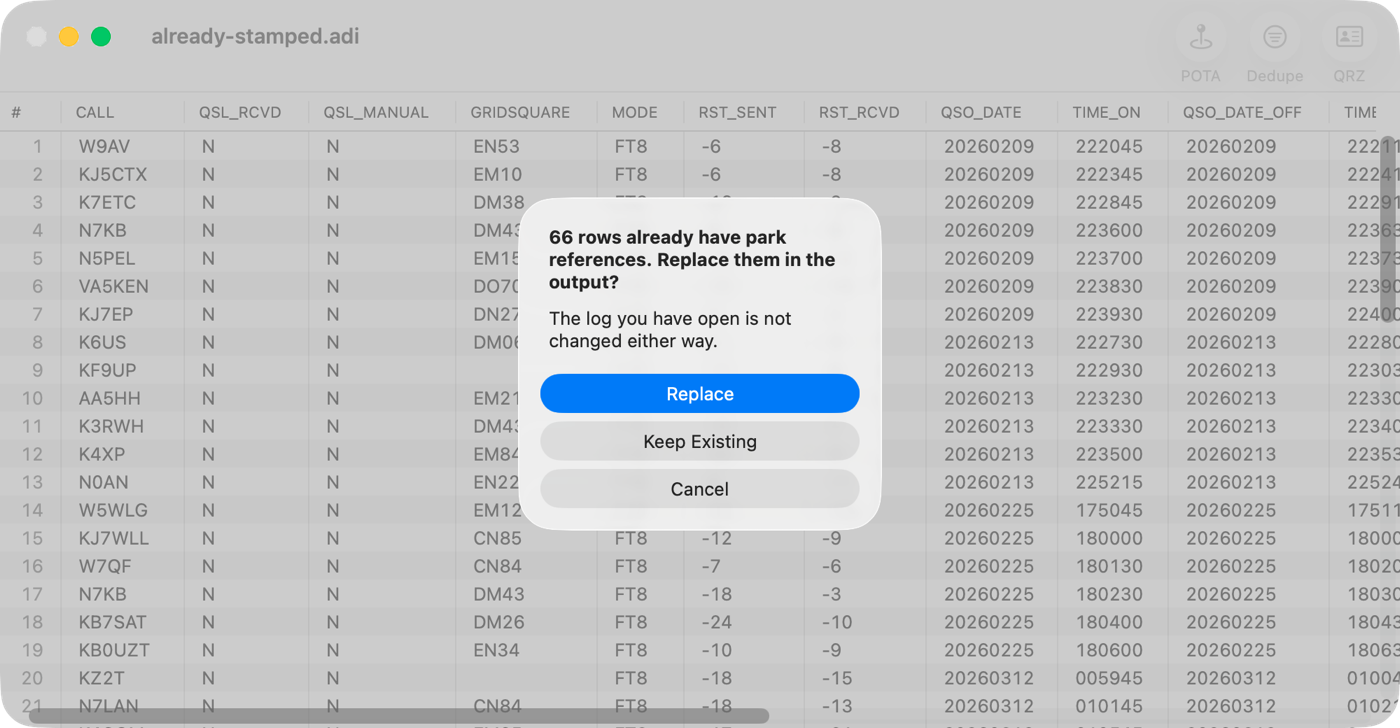 already-stamped.adi
POTA Dedupe QRZ
# CALL QSL_RCVD QSL_MANUAL GRIDSQUARE MODE RST_SENT RST_RCVD QSO_DATE TIME_ON QSO_DATE_OFF
1 W9AV N N EN53 FT8 -6 -8 20260209 222045 20260209
2 KJ5CTX N N EM10 FT8 -6 -8 20260209 222345 20260209
3 K7ETC N N DM38 20260209 222845 20260209
4 N7KB N N 20260209 223600 20260209
5 N5PEL N N 20260209 223700 20260209
6 VA5KEN N N 20260209 223830 20260209
7 KJ7EP N N 20260209 223930 20260209
8 K6US N N 20260213 222730 20260213
9 KF9UP N N 20260213 222930 20260213
10 AA5HH N N 20260213 223230 20260213
11 K3RWH N N 20260213 223330 20260213
12 K4XP N N 20260213 223500 20260213
13 N0AN N N 20260213 225215 20260213
14 W5WLG N N 20260225 175045 20260225
15 KJ7WLL N N CN85 FT8 -12 -9 20260225 180000 20260225
16 W7QF N N CN84 FT8 -7 -6 20260225 180130 20260225
17 N7KB N N DM43 FT8 -18 -3 20260225 180230 20260225
18 KB7SAT N N DM26 FT8 -24 -10 20260225 180400 20260225
19 KB0UZT N N EN34 FT8 -10 -9 20260225 180600 20260225
20 KZ2T N N FT8 -18 -15 20260312 005945 20260312
21 N7LAN N N CN84 FT8 -18 -13 20260312 010145 20260312
66 rows already have park
references. Replace them in the
output?
The log you have open is not
changed either way.
Replace
Keep Existing
Cancel